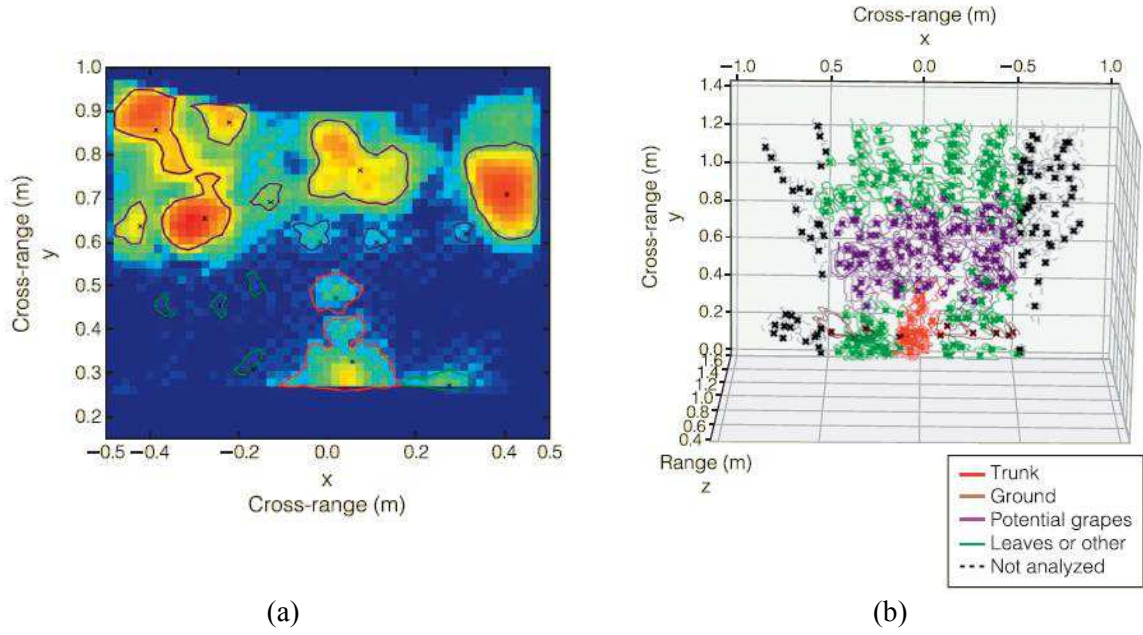 (a)
1.0
0.9
0.8
0.7
0.6
0.5
0.4
0.3
0.2
Cross-range (m)
y
−0.5 −0.4 −0.2 0.0 0.2 0.4 0.5
x
Cross-range (m)
(b)
Cross-range (m)
x
−1.0 0.5 0.0 −0.5 1.0
1.4
1.2
1.0
0.8
0.6
0.4
0.2
0.0
1.6
1.4
1.2
1.0
0.8
0.6
0.4
Cross-range (m)
y
Range (m)
z
Trunk
Ground
Potential grapes
Leaves or other
Not analyzed
(a)
(b)